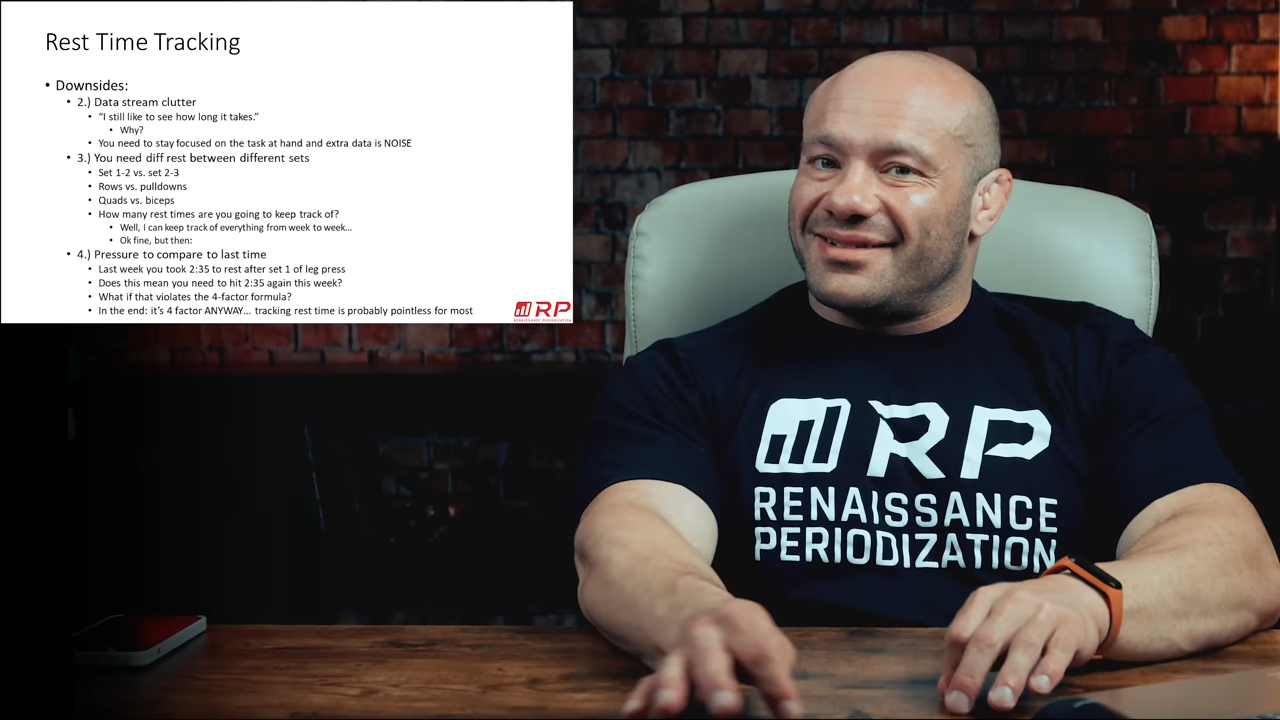 Rest Time Tracking
• Downsides:
• 2.) Data stream clutter
• “I still like to see how long it takes.”
• Why?
• You need to stay focused on the task at hand and extra data is NOISE
• 3.) You need diff rest between different sets
• Set 1-2 vs. set 2-3
• Rows vs. pulldowns
• Quads vs. biceps
• How many rest times are you going to keep track of?
• Well, I can keep track of everything from week to week…
• Ok fine, but then:
• 4.) Pressure to compare to last time
• Last week you took 2:35 to rest after set 1 of leg press
• Does this mean you need to hit 2:35 again this week?
• What if that violates the 4-factor formula?
• In the end: it’s 4 factor ANYWAY… tracking rest time is probably pointless for most
RP
RENAISSANCE PERIODIZATION
RP
RENAISSANCE
PERIODIZATION